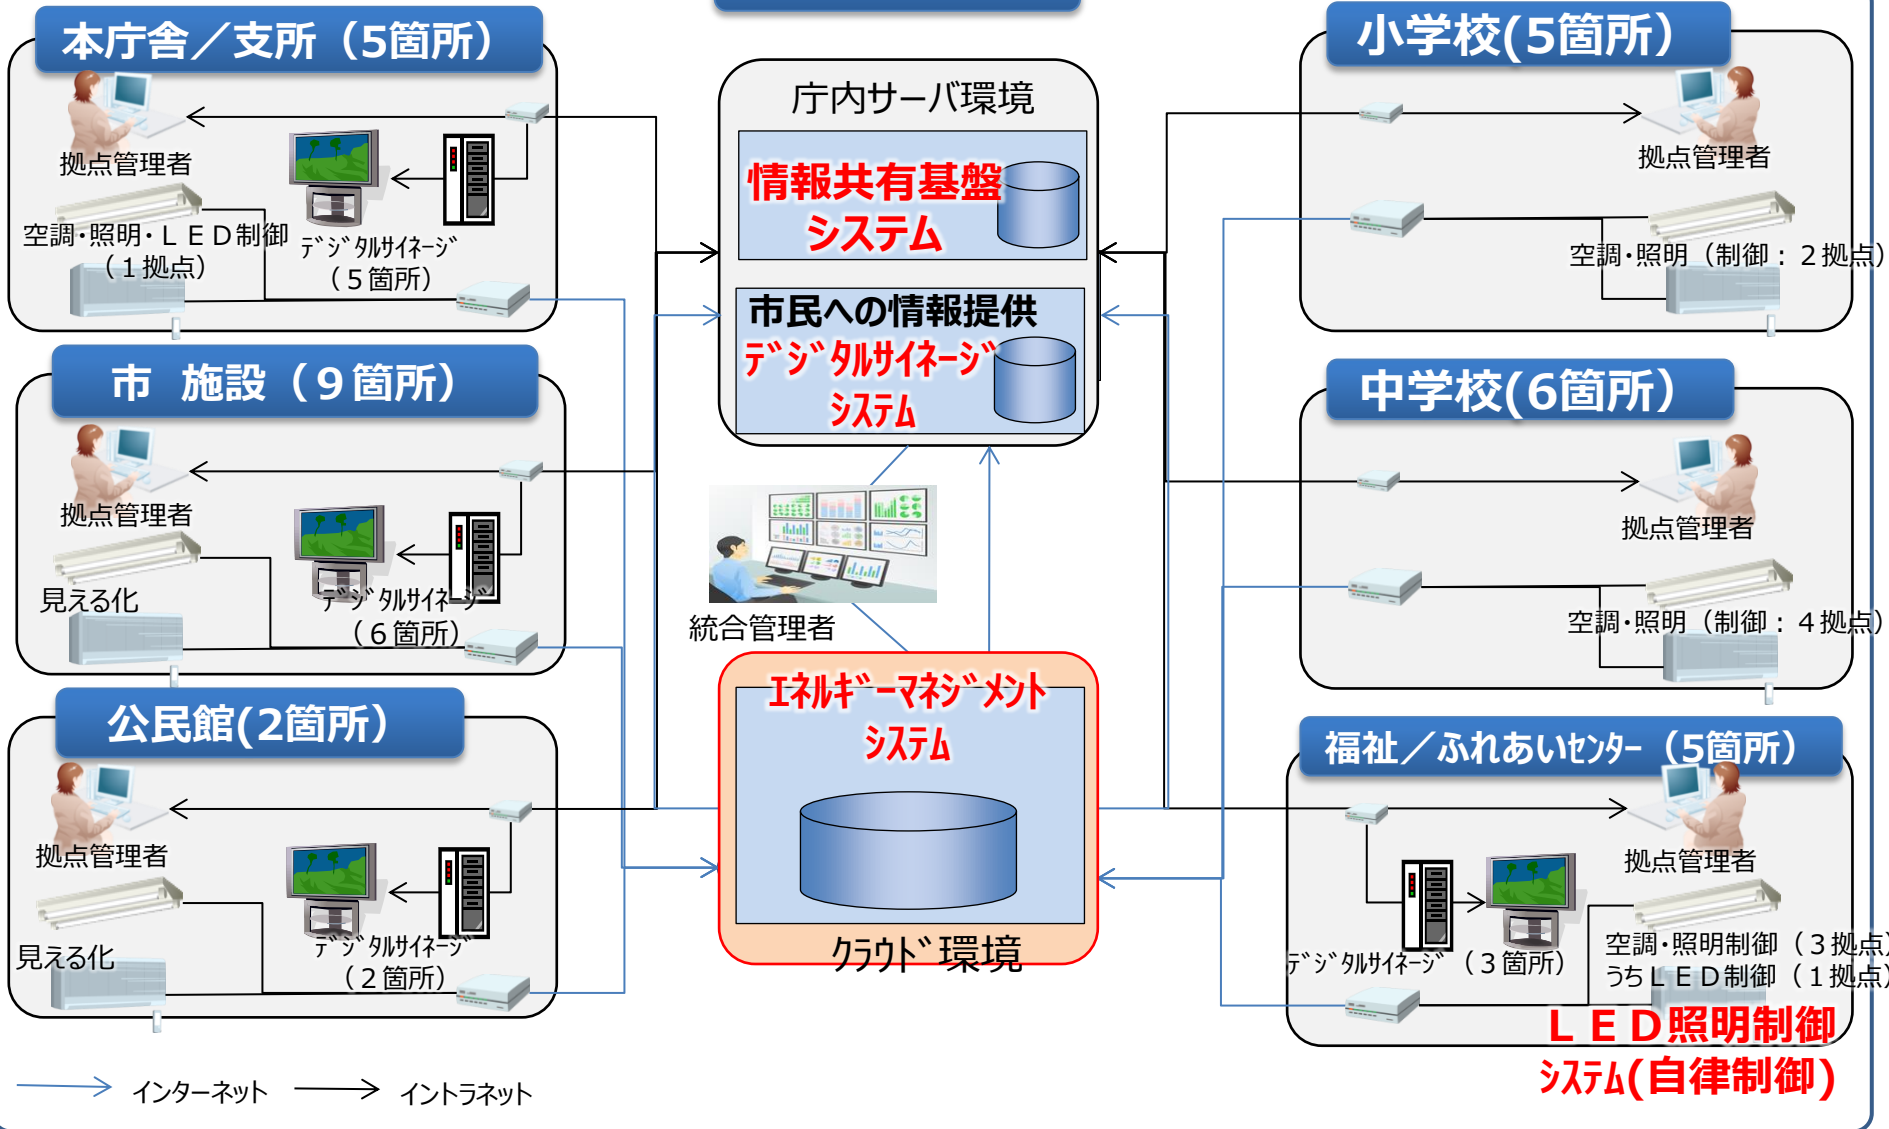 本庁舎／支所（5箇所）
拠点管理者
空調･照明･ＬＥＤ制御
（１拠点）
ﾃﾞｼﾞﾀﾙｻｲﾈｰｼﾞ
（５箇所）
市 施設（９箇所）
拠点管理者
見える化
ﾃﾞｼﾞﾀﾙｻｲﾈｰｼﾞ
（６箇所）
公民館(2箇所）
拠点管理者
見える化
ﾃﾞｼﾞﾀﾙｻｲﾈｰｼﾞ
（２箇所）
庁内サーバ環境
情報共有基盤
システム
市民への情報提供
ﾃﾞｼﾞﾀﾙｻｲﾈｰｼﾞ
ｼｽﾃﾑ
統合管理者
ｴﾈﾙｷﾞｰﾏﾈｼﾞﾒﾝﾄ
ｼｽﾃﾑ
ｸﾗｳﾄﾞ環境
小学校(5箇所）
拠点管理者
空調･照明（制御：２拠点）
中学校(6箇所）
拠点管理者
空調･照明（制御：４拠点）
福祉／ふれあいｾﾝﾀｰ（5箇所）
拠点管理者
ﾃﾞｼﾞﾀﾙｻｲﾈｰｼﾞ（３箇所）
空調･照明制御（３拠点）
うちＬＥＤ制御（１拠点）
ＬＥＤ照明制御
ｼｽﾃﾑ(自律制御)
インターネット
イントラネット